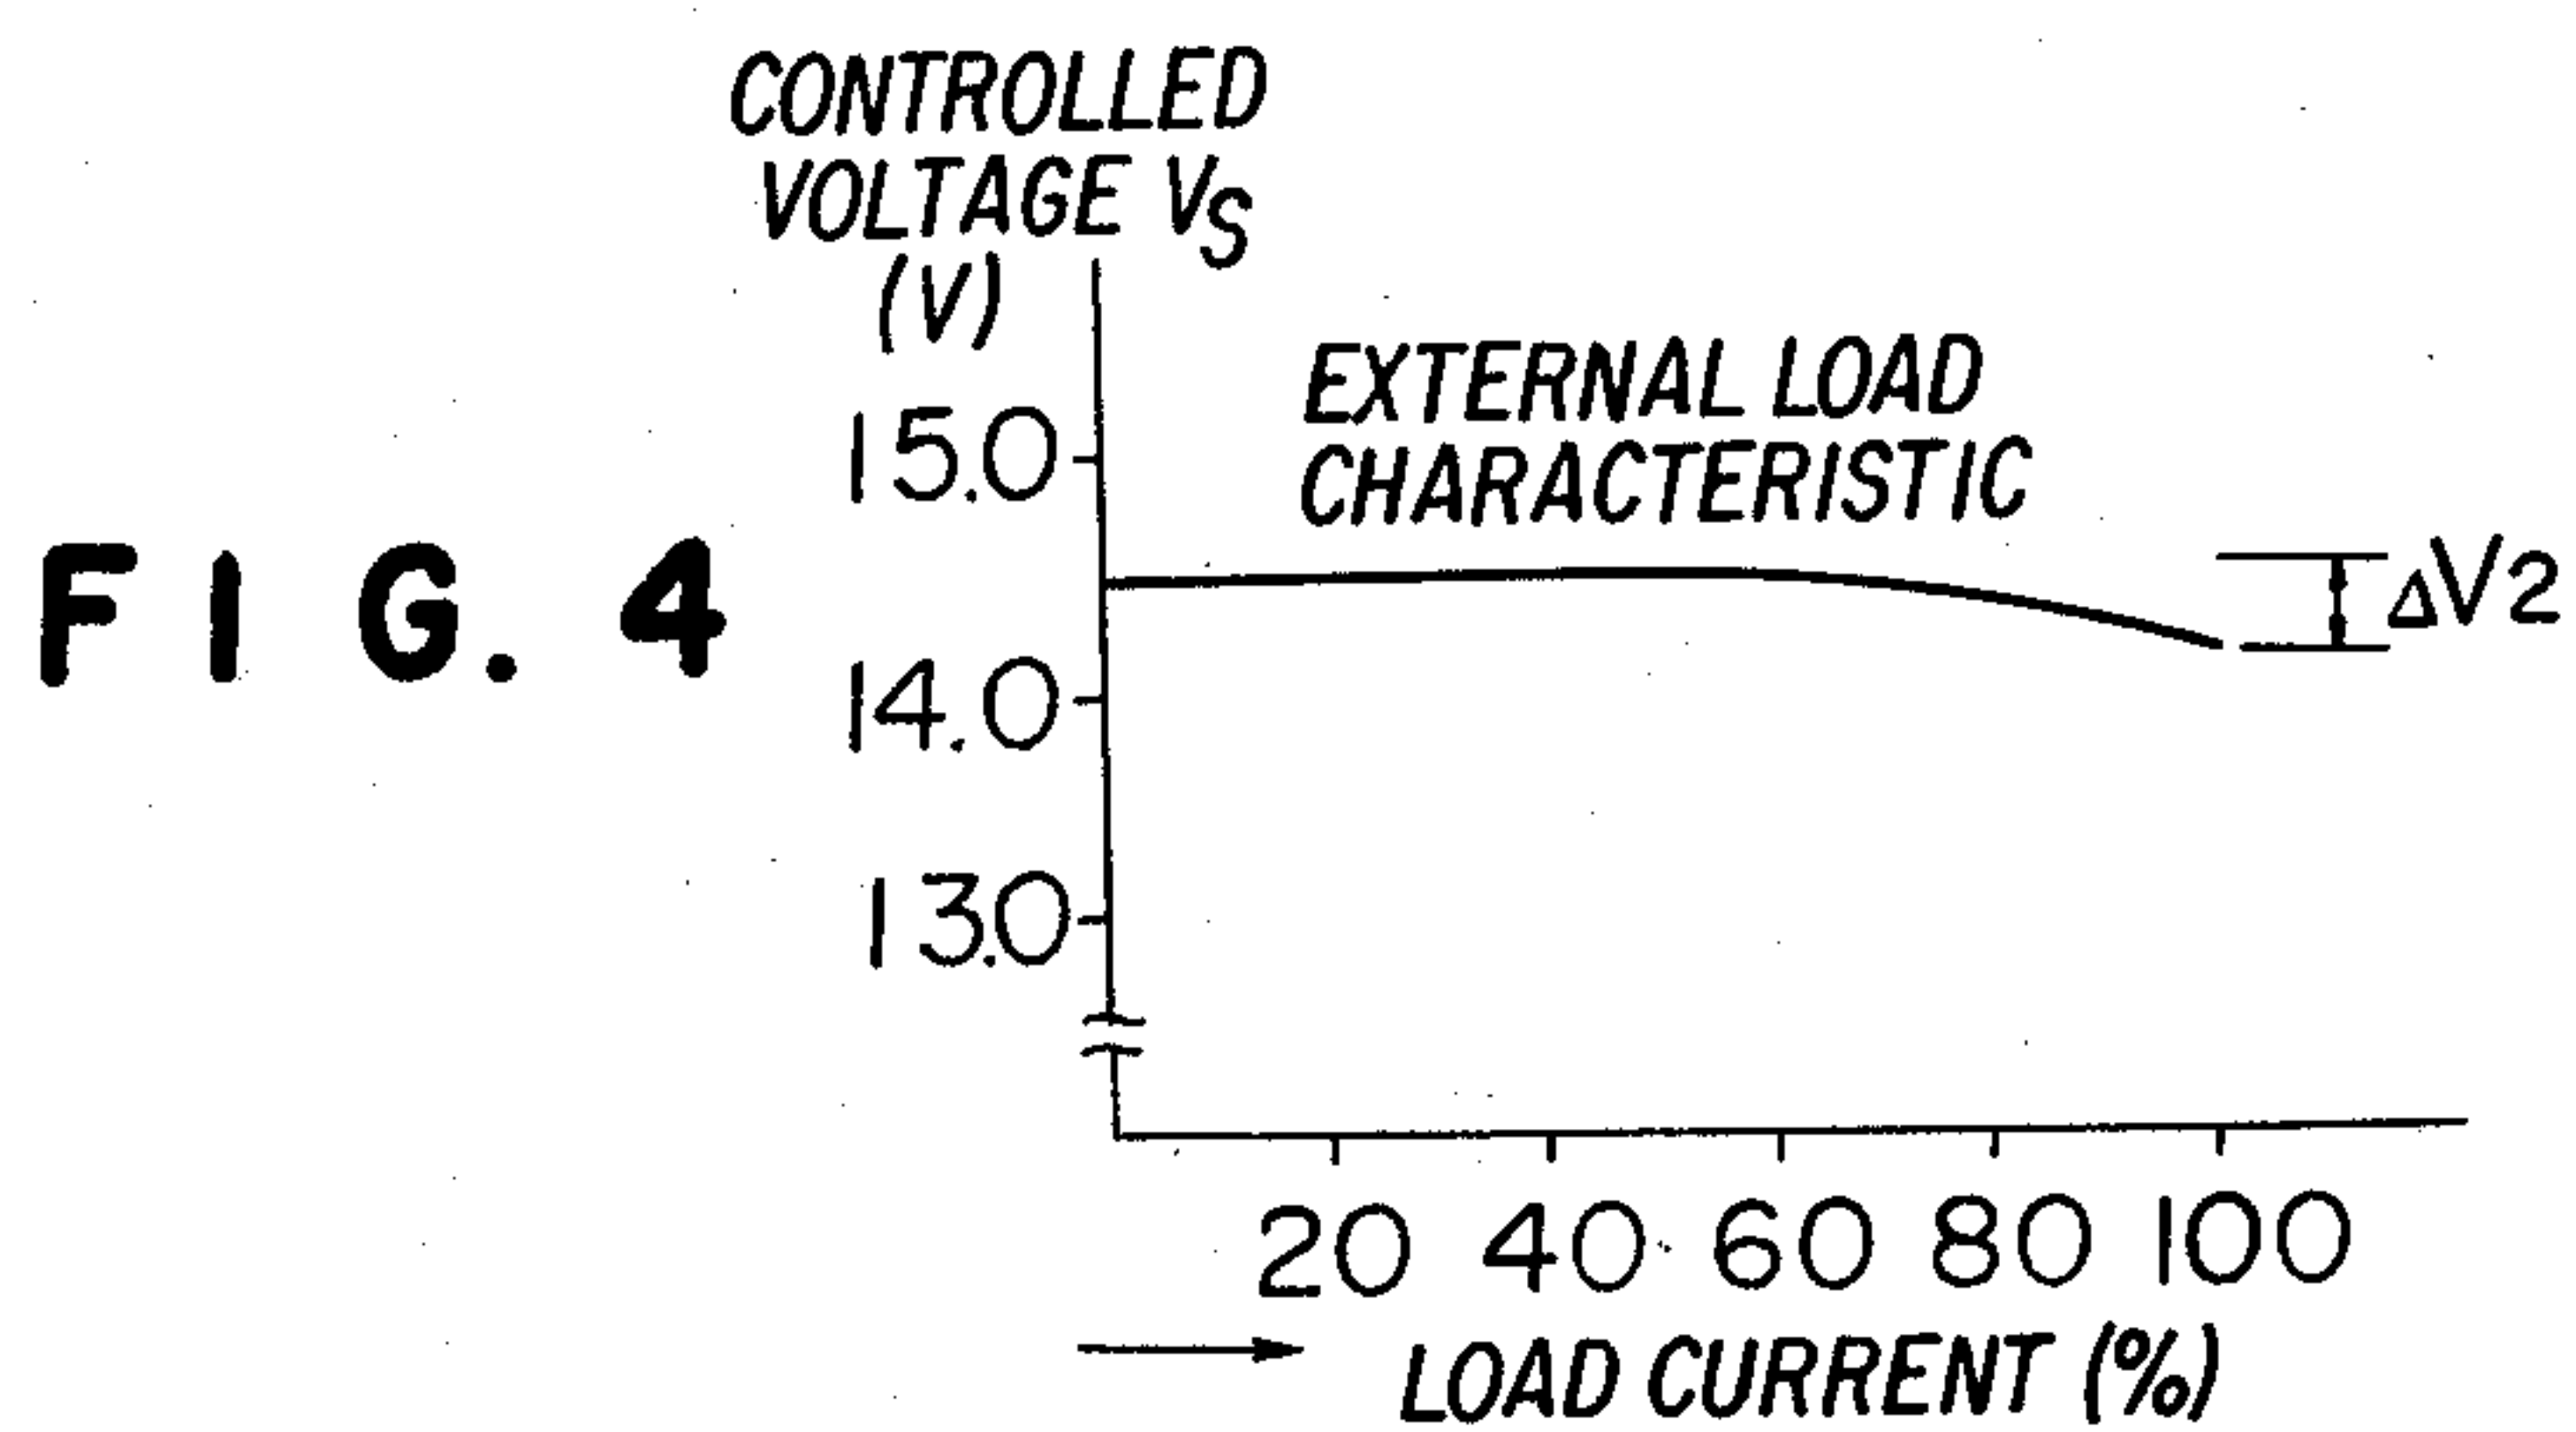 CONTROLLED
VOLTAGE VS
(V)
EXTERNAL LOAD
CHARACTERISTIC
15.0
FIG. 4
ΔV2
14.0
13.0
20 40 60 80 100
LOAD CURRENT (%)